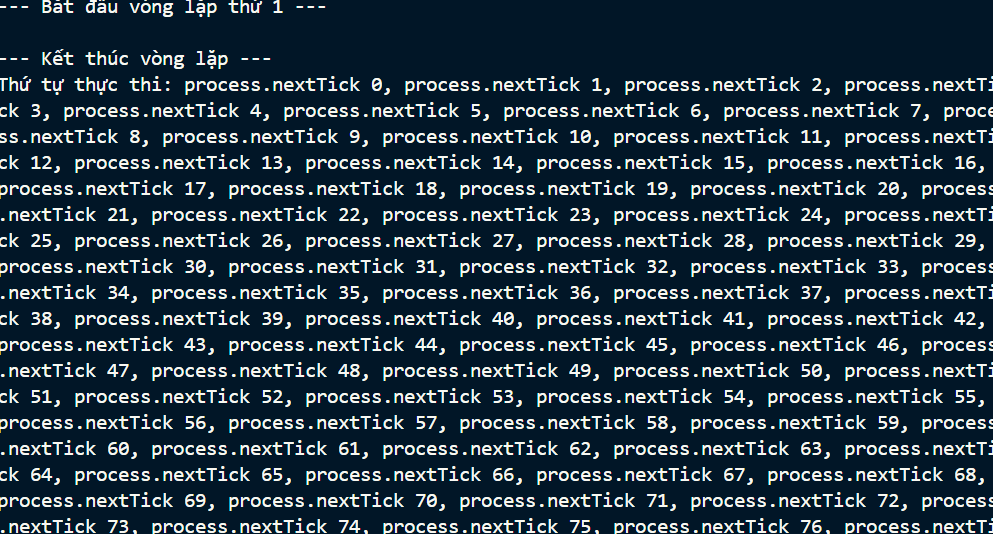 --- Bắt đầu vòng lặp thứ 1 ---
--- Kết thúc vòng lặp ---
Thứ tự thực thi: process.nextTick 0, process.nextTick 1, process.nextTick 2, process.nextTi
ck 3, process.nextTick 4, process.nextTick 5, process.nextTick 6, process.nextTick 7, proce
ss.nextTick 8, process.nextTick 9, process.nextTick 10, process.nextTick 11, process.nextTi
ck 12, process.nextTick 13, process.nextTick 14, process.nextTick 15, process.nextTick 16,
process.nextTick 17, process.nextTick 18, process.nextTick 19, process.nextTick 20, process
.nextTick 21, process.nextTick 22, process.nextTick 23, process.nextTick 24, process.nextTi
ck 25, process.nextTick 26, process.nextTick 27, process.nextTick 28, process.nextTick 29,
process.nextTick 30, process.nextTick 31, process.nextTick 32, process.nextTick 33, process
.nextTick 34, process.nextTick 35, process.nextTick 36, process.nextTick 37, process.nextTi
ck 38, process.nextTick 39, process.nextTick 40, process.nextTick 41, process.nextTick 42,
process.nextTick 43, process.nextTick 44, process.nextTick 45, process.nextTick 46, process
.nextTick 47, process.nextTick 48, process.nextTick 49, process.nextTick 50, process.nextTi
ck 51, process.nextTick 52, process.nextTick 53, process.nextTick 54, process.nextTick 55,
process.nextTick 56, process.nextTick 57, process.nextTick 58, process.nextTick 59, process
.nextTick 60, process.nextTick 61, process.nextTick 62, process.nextTick 63, process.nextTi
ck 64, process.nextTick 65, process.nextTick 66, process.nextTick 67, process.nextTick 68,
process.nextTick 69, process.nextTick 70, process.nextTick 71, process.nextTick 72, process
.nextTick 73, process.nextTick 74, process.nextTick 75, process.nextTick 76, process.nextTi